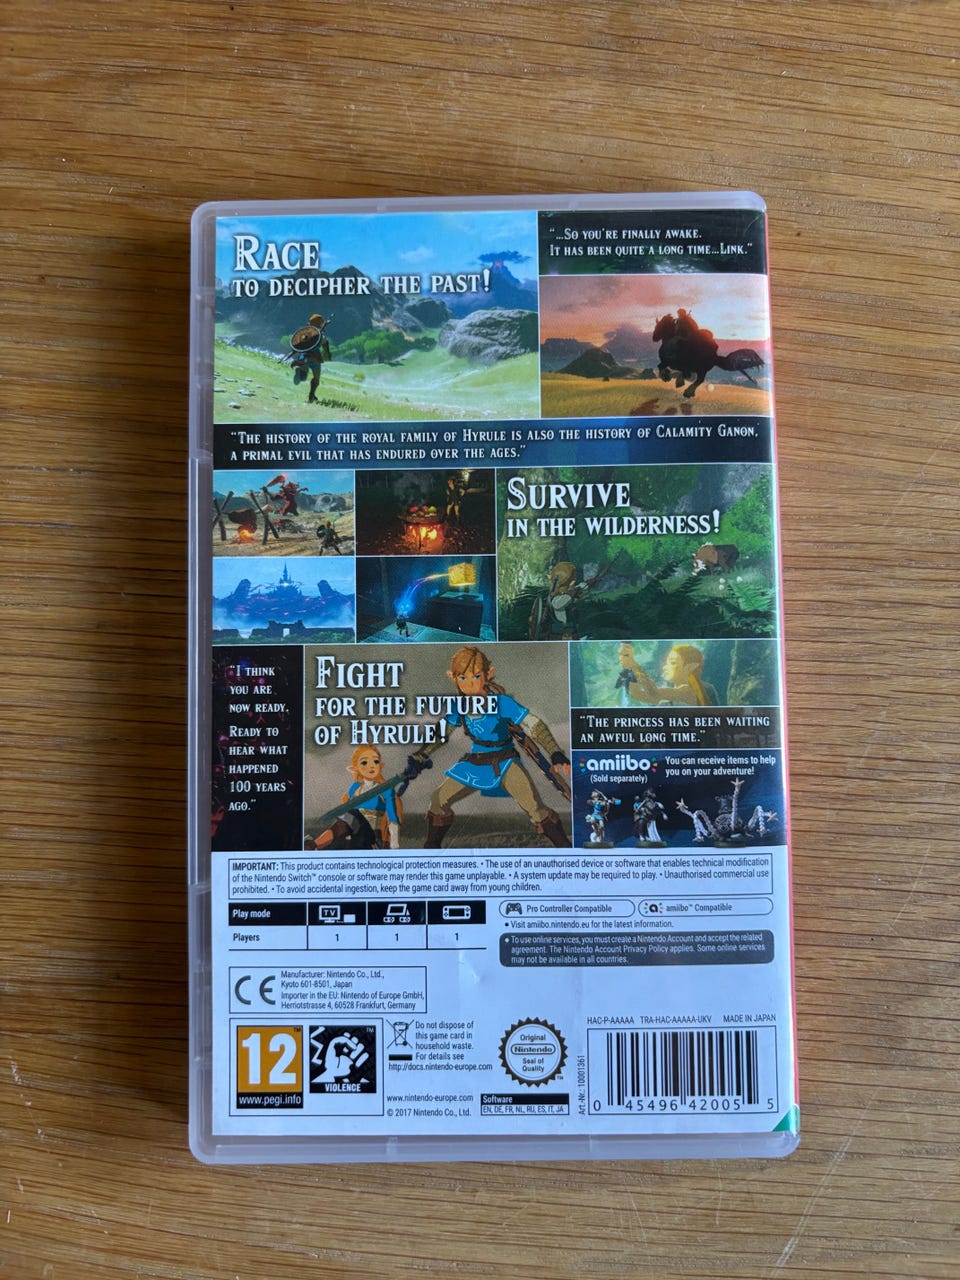 RACE
TO DECIPHER THE PAST!
“...SO YOU'RE FINALLY AWAKE.
IT HAS BEEN QUITE A LONG TIME...LINK.”
“THE HISTORY OF THE ROYAL FAMILY OF HYRULE IS ALSO THE HISTORY OF CALAMITY GANON,
A PRIMAL EVIL THAT HAS ENDURED OVER THE AGES.”
SURVIVE
IN THE WILDERNESS!
“I THINK
YOU ARE
NOW READY.
READY TO
HEAR WHAT
HAPPENED
100 YEARS
AGO.”
FIGHT
FOR THE FUTURE
OF HYRULE!
“THE PRINCESS HAS BEEN WAITING
AN AWFUL LONG TIME.”
amiibo
(Sold separately)
You can receive items to help
you on your adventure!
IMPORTANT: This product contains technological protection measures. • The use of an unauthorised device or software that enables technical modification
of the Nintendo Switch™ console or software may render this game unplayable. • A system update may be required to play. • Unauthorised commercial use
prohibited. • To avoid accidental ingestion, keep the game card away from young children.
Play mode
TV
Players
1 1 1
Pro Controller Compatible
amiibo™ Compatible
• Visit amiibo.nintendo.eu for the latest information.
• To use online services, you must create a Nintendo Account and accept the related
agreement. The Nintendo Account Privacy Policy applies. Some online services
may not be available in all countries.
CE
Manufacturer: Nintendo Co., Ltd.,
Kyoto 601-8501, Japan
Importer in the EU: Nintendo of Europe GmbH,
Herriotstrasse 4, 60528 Frankfurt, Germany
12™
www.pegi.info
™
VIOLENCE
Do not dispose of
this game card in
household waste.
For details see
http://docs.nintendo-europe.com
www.nintendo-europe.com
© 2017 Nintendo Co., Ltd.
Software
EN, DE, FR, NL, RU, ES, IT, JA
Original
Nintendo
Seal of
Quality
™
HAC-P-AAAAA TRA-HAC-AAAAA-UKV MADE IN JAPAN
Art.-Nr.: 10001361
0 45496 42005 5